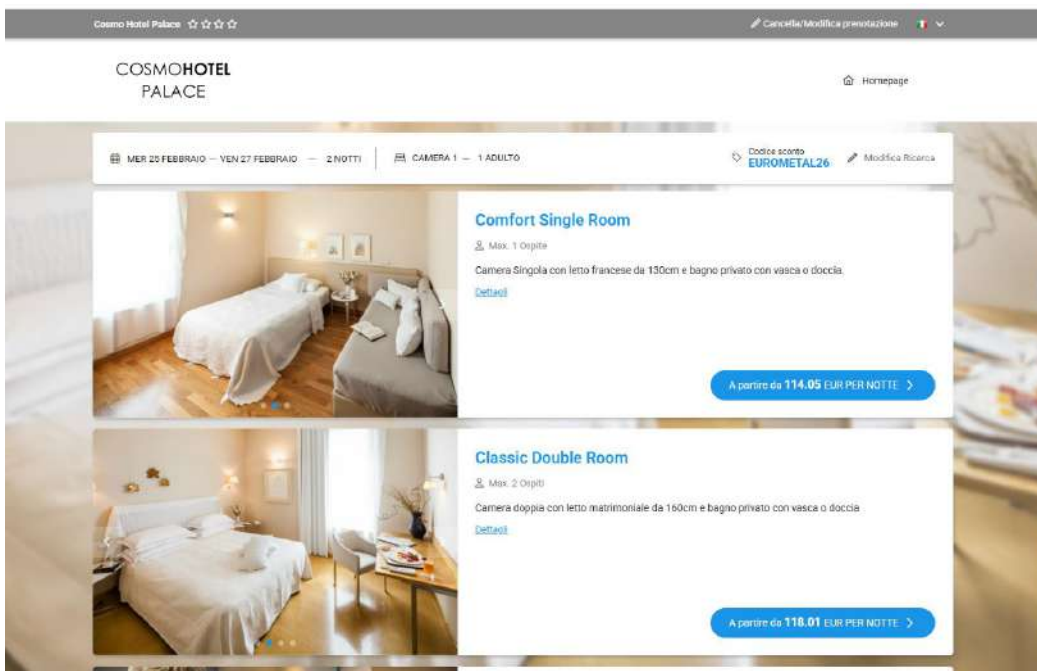 Cosmo Hotel Palace
Cancella/Modifica prenotazione
COSMOHOTEL
PALACE
Homepage
MER 25 FEBBRAIO — VEN 27 FEBBRAIO — 2 NOTTI
CAMERA 1 — 1 ADULTO
Codice sconto
EUROMETAL26
Modifica Ricerca
Comfort Single Room
Max. 1 Ospite
Camera Singola con letto francese da 130cm e bagno privato con vasca o doccia.
Dettagli
A partire da 114.05 EUR PER NOTTE
Classic Double Room
Max. 2 Ospiti
Camera doppia con letto matrimoniale da 160cm e bagno privato con vasca o doccia
Dettagli
A partire da 118.01 EUR PER NOTTE